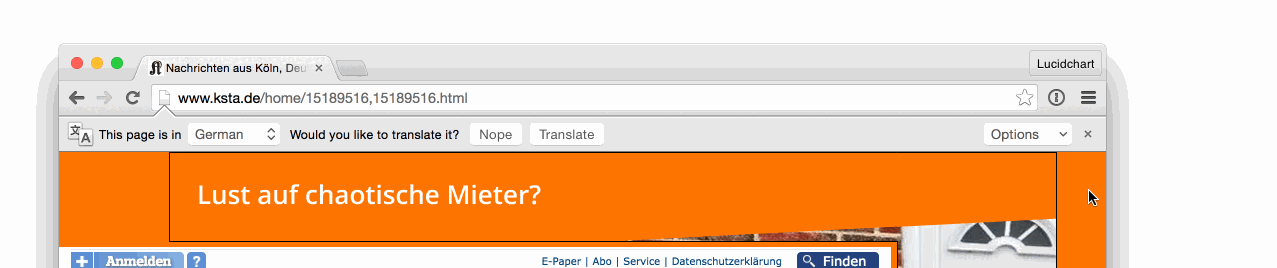 Lucidchart
Nachrichten aus Köln, Deu
www.ksta.de/home/15189516,15189516.html
This page is in German Would you like to translate it? Nope Translate Options
Lust auf chaotische Mieter?
Anmelden ? E-Paper | Abo | Service | Datenschutzerklärung Finden